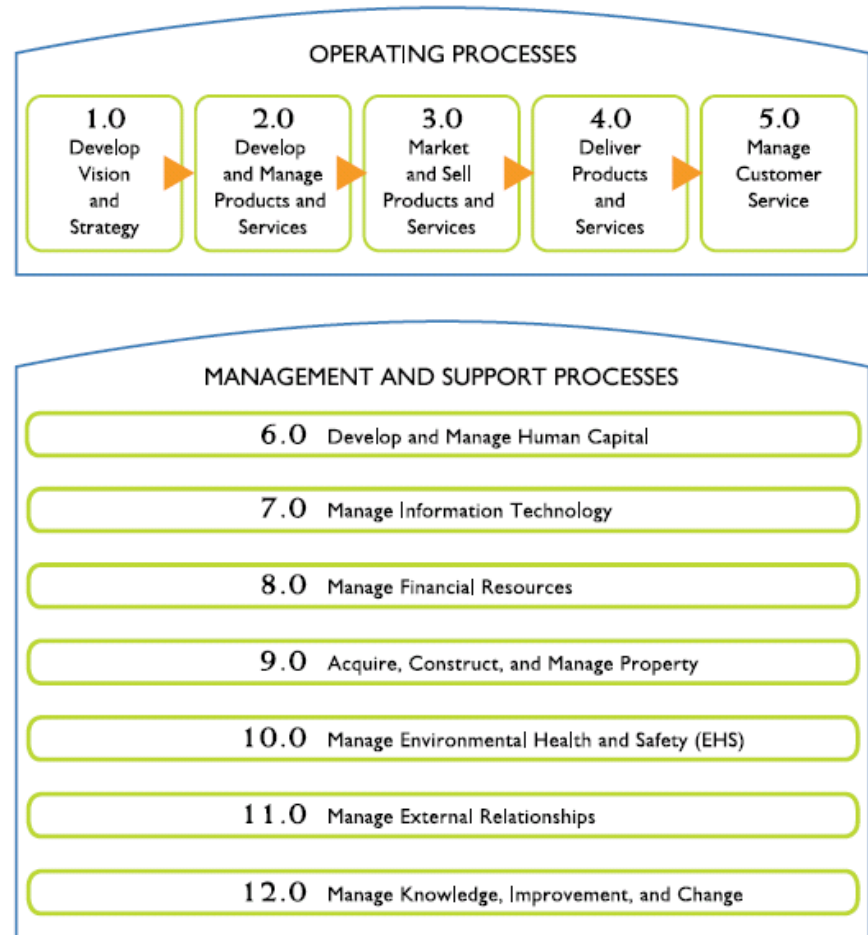 OPERATING PROCESSES
1.0
Develop
Vision
and
Strategy
2.0
Develop
and Manage
Products and
Services
3.0
Market
and Sell
Products and
Services
4.0
Deliver
Products
and
Services
5.0
Manage
Customer
Service
MANAGEMENT AND SUPPORT PROCESSES
6.0 Develop and Manage Human Capital
7.0 Manage Information Technology
8.0 Manage Financial Resources
9.0 Acquire, Construct, and Manage Property
10.0 Manage Environmental Health and Safety (EHS)
11.0 Manage External Relationships
12.0 Manage Knowledge, Improvement, and Change